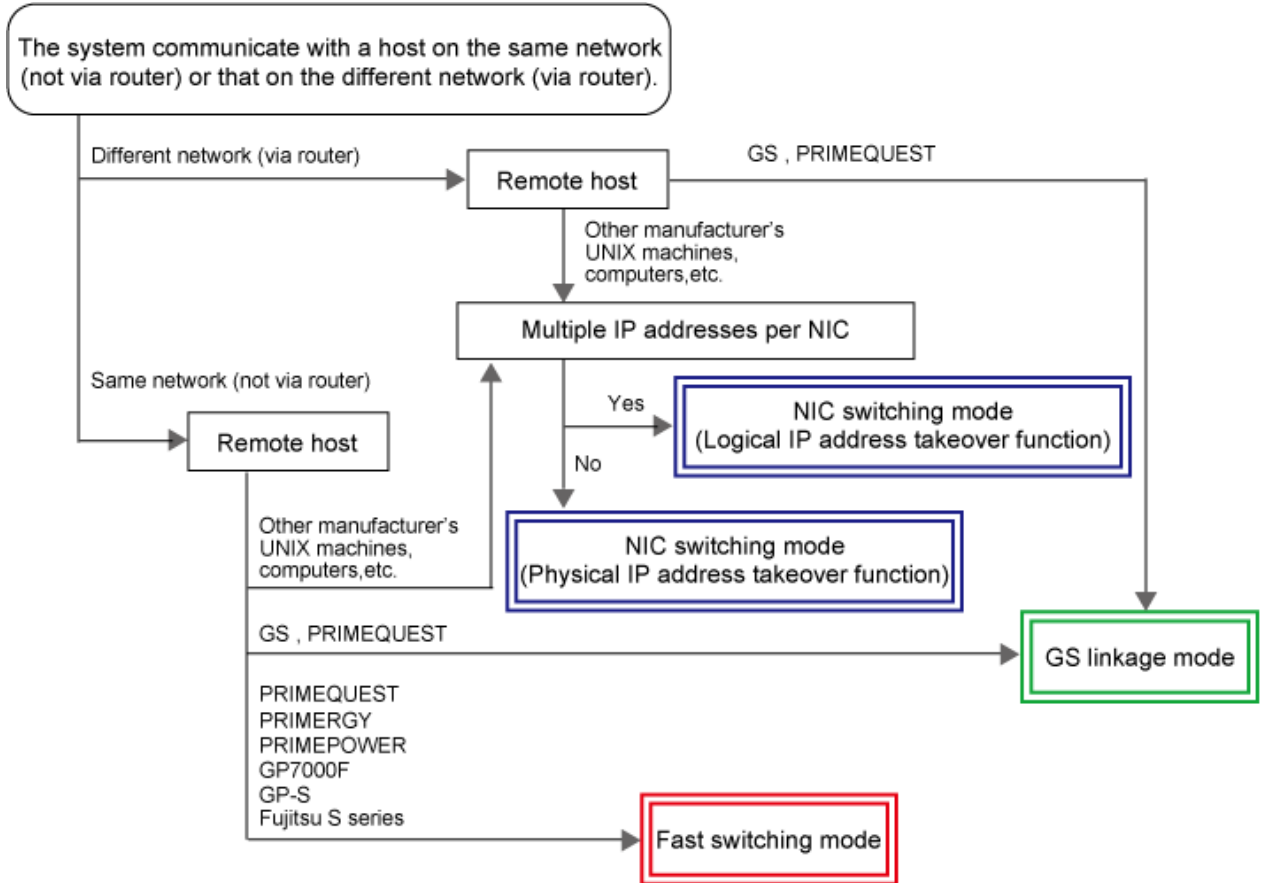 The system communicate with a host on the same network
(not via router) or that on the different network (via router).
Different network (via router)
Remote host
GS , PRIMEQUEST
Other manufacturer's
UNIX machines,
computers,etc.
Multiple IP addresses per NIC
Same network (not via router)
Remote host
Yes
NIC switching mode
(Logical IP address takeover function)
No
NIC switching mode
(Physical IP address takeover function)
Other manufacturer's
UNIX machines,
computers,etc.
GS , PRIMEQUEST
GS linkage mode
PRIMEQUEST
PRIMERGY
PRIMEPOWER
GP7000F
GP-S
Fujitsu S series
Fast switching mode